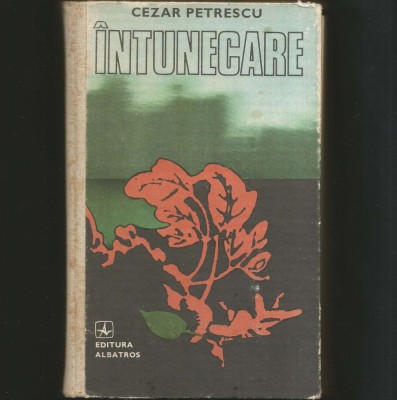 CEZAR PETRESCU
ÎNTUNECARE
EDITURA
ALBATROS